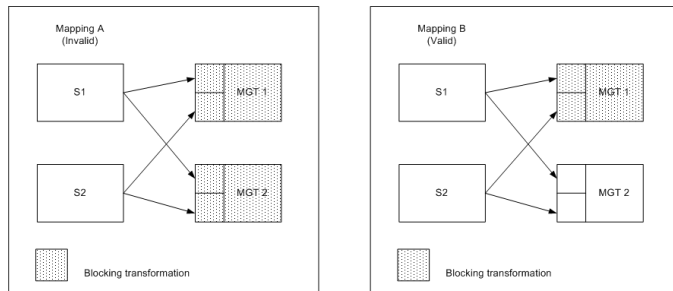 Mapping A
(Invalid)
S1
MGT 1
S2
MGT 2
Blocking transformation
Mapping B
(Valid)
S1
MGT 1
S2
MGT 2
Blocking transformation